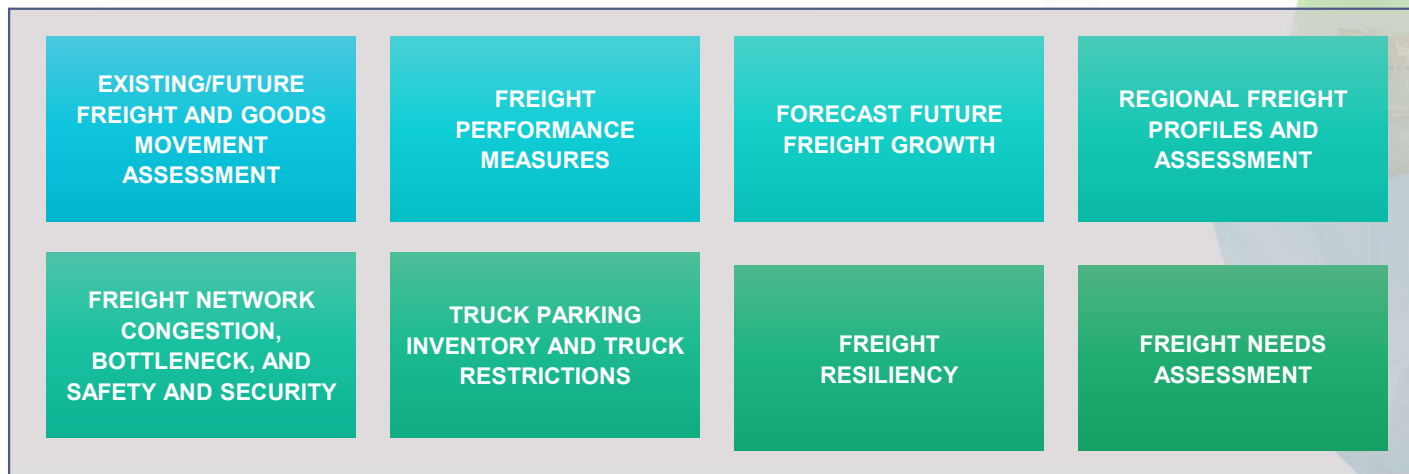 EXISTING/FUTURE
FREIGHT AND GOODS
MOVEMENT
ASSESSMENT
FREIGHT
PERFORMANCE
MEASURES
FORECAST FUTURE
FREIGHT GROWTH
REGIONAL FREIGHT
PROFILES AND
ASSESSMENT
FREIGHT NETWORK
CONGESTION,
BOTTLENECK, AND
SAFETY AND SECURITY
TRUCK PARKING
INVENTORY AND TRUCK
RESTRICTIONS
FREIGHT
RESILIENCY
FREIGHT NEEDS
ASSESSMENT